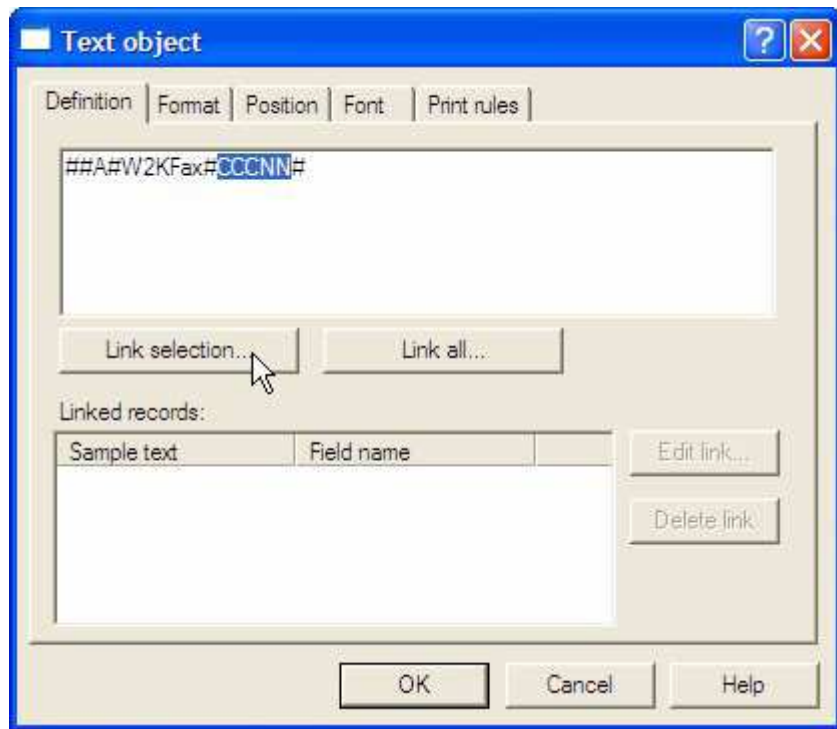 Text object
Definition Format Position Font Print rules
##A#W2KFax#CCCNN#
Link selection... Link all...
Linked records:
Sample text Field name
Edit link...
Delete link
OK Cancel Help